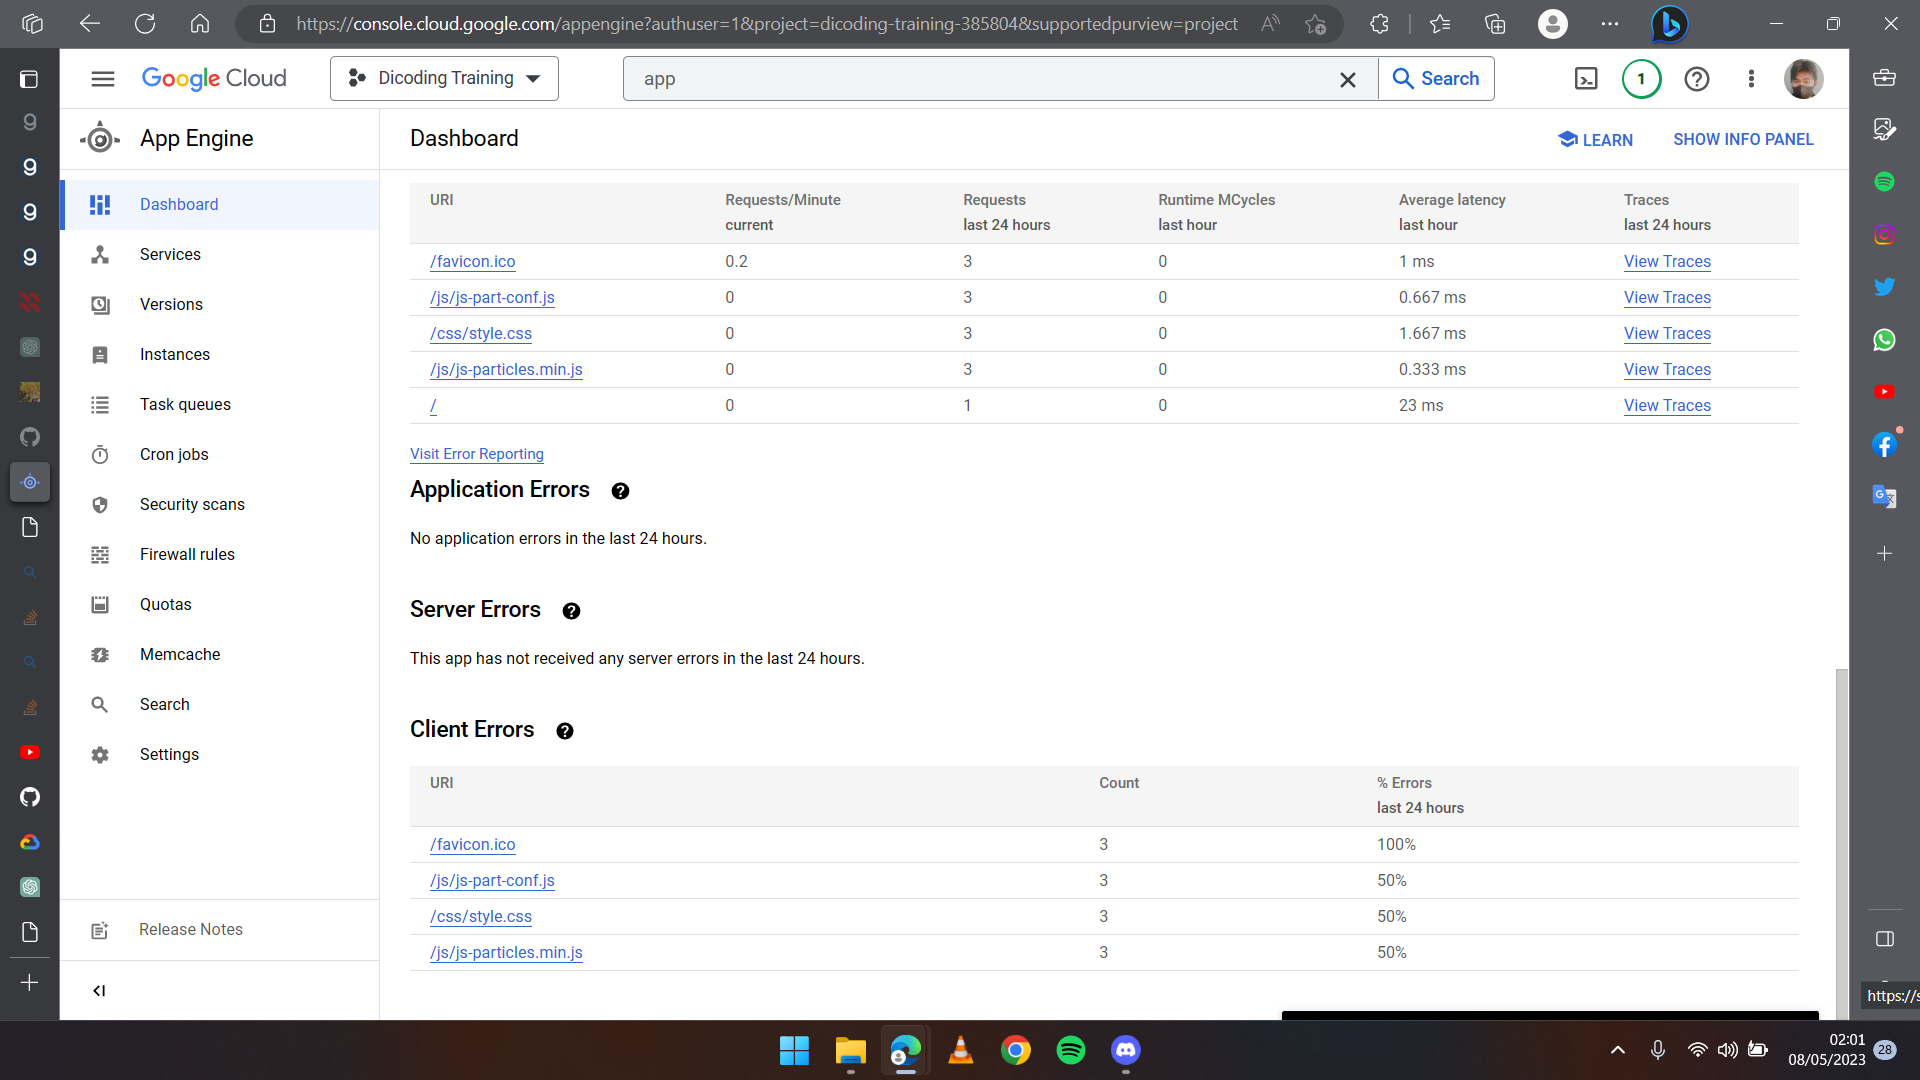 https://console.cloud.google.com/appengine?authuser=1&project=dicoding-training-385804&supportedpurview=project
Google Cloud
Dicoding Training
app
Search
1
App Engine
Dashboard
LEARN
SHOW INFO PANEL
Dashboard
Services
Versions
Instances
Task queues
Cron jobs
Security scans
Firewall rules
Quotas
Memcache
Search
Settings
Release Notes
URI Requests/Minute Requests Runtime MCycles Average latency Traces
current last 24 hours last hour last hour last 24 hours
/favicon.ico 0.2 3 0 1 ms View Traces
/js/js-part-conf.js 0 3 0 0.667 ms View Traces
/css/style.css 0 3 0 1.667 ms View Traces
/js/js-particles.min.js 0 3 0 0.333 ms View Traces
/ 0 1 0 23 ms View Traces
Visit Error Reporting
Application Errors
No application errors in the last 24 hours.
Server Errors
This app has not received any server errors in the last 24 hours.
Client Errors
URI Count % Errors
last 24 hours
/favicon.ico 3 100%
/js/js-part-conf.js 3 50%
/css/style.css 3 50%
/js/js-particles.min.js 3 50%
https://s
02:01
08/05/2023
28